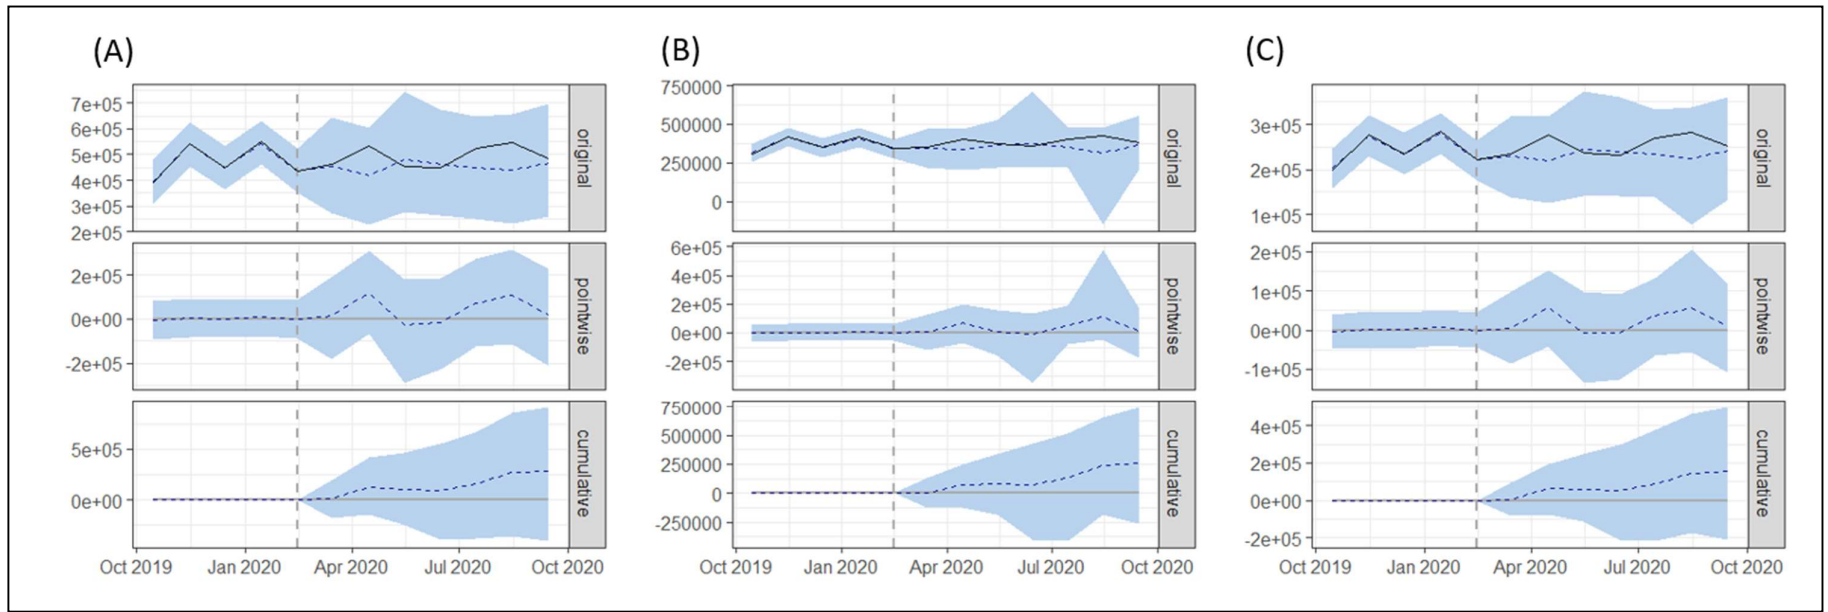 (A)
(B)
(C)
7e+05
6e+05
5e+05
4e+05
3e+05
2e+05
original
2e+05
0e+00
-2e+05
pointwise
5e+05
0e+00
cumulative
Oct 2019 Jan 2020 Apr 2020 Jul 2020 Oct 2020
750000
500000
250000
0
original
6e+05
4e+05
2e+05
0e+00
-2e+05
pointwise
750000
500000
250000
0
-250000
cumulative
Oct 2019 Jan 2020 Apr 2020 Jul 2020 Oct 2020
3e+05
2e+05
1e+05
original
2e+05
1e+05
0e+00
-1e+05
pointwise
4e+05
2e+05
0e+00
-2e+05
cumulative
Oct 2019 Jan 2020 Apr 2020 Jul 2020 Oct 2020